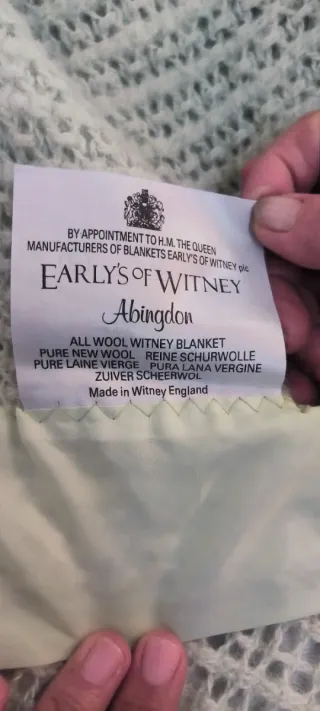 BY APPOINTMENT TO H.M. THE QUEEN
MANUFACTURERS OF BLANKETS EARLY'S OF WITNEY plc
EARLY'S OF WITNEY
Abingdon
ALL WOOL WITNEY BLANKET
PURE NEW WOOL REINE SCHURWOLLE
PURE LAINE VIERGE PURA LANA VERGINE
ZUIVER SCHEERWOL
Made in Witney England